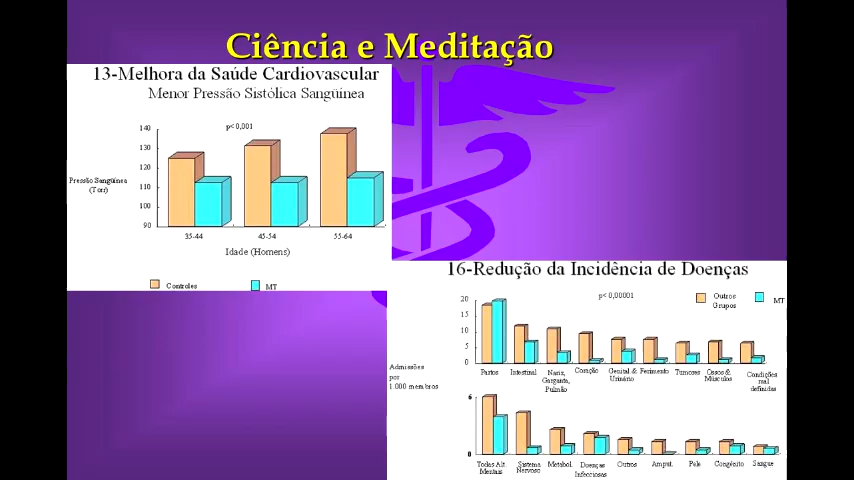 Ciência e Meditação
13-Melhora da Saúde Cardiovascular
Menor Pressão Sistólica Sangüínea
140
p< 0,001
130
120
Pressão Sangüínea
(Torr)
110
100
90
35-44
45-54
55-64
Idade (Homens)
Controles
MT
16-Redução da Incidência de Doenças
20
p< 0,00001
Outros
Grupos
MT
15
10
5
0
Partos
Intestinal
Nariz,
Garganta,
Pulmão
Coração
Genital &
Urinário
Ferimento
Tumores
Ossos &
Músculos
Condições
mal
definidas
Admissões
por
1.000 membros
6
0
Todas Alt.
Mentais
Sistema
Nervoso
Metabol.
Doenças
Infecciosas
Outros
Amput.
Pele
Congênito
Sangue